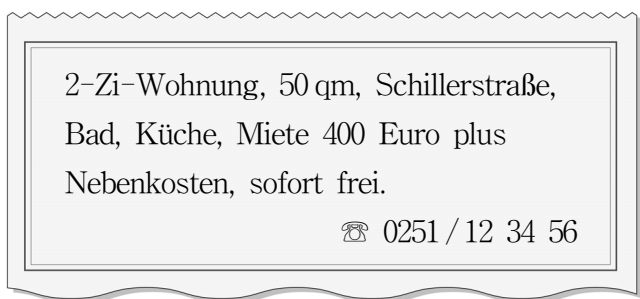 2-Zi-Wohnung, 50 qm, Schillerstraße,
Bad, Küche, Miete 400 Euro plus
Nebenkosten, sofort frei.
☏ 0251 / 12 34 56